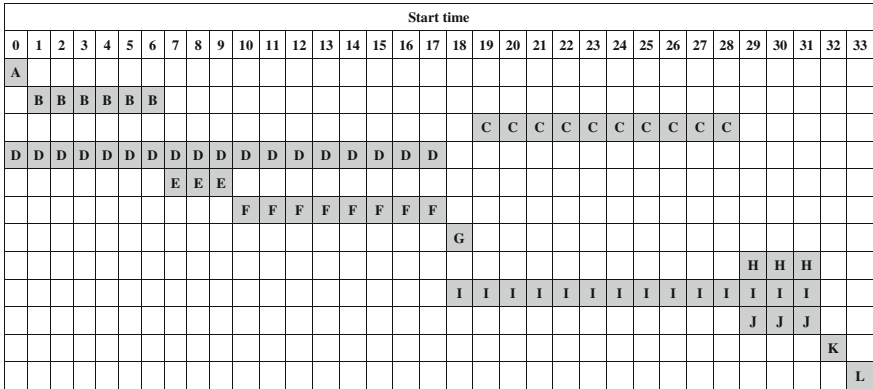 Start time
0 1 2 3 4 5 6 7 8 9 10 11 12 13 14 15 16 17 18 19 20 21 22 23 24 25 26 27 28 29 30 31 32 33
A
B B B B B B
C C C C C C C C C C
D D D D D D D D D D D D D D D D D D
E E E
F F F F F F F F
G
H H H
I I I I I I I I I I I I I I
J J J
K
L